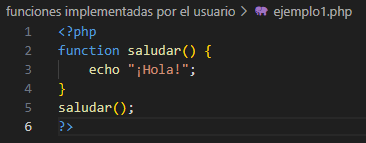 funciones implementadas por el usuario > ejemplo1.php
1 <?php
2 function saludar() {
3 echo "¡Hola!";
4 }
5 saludar();
6 ?>